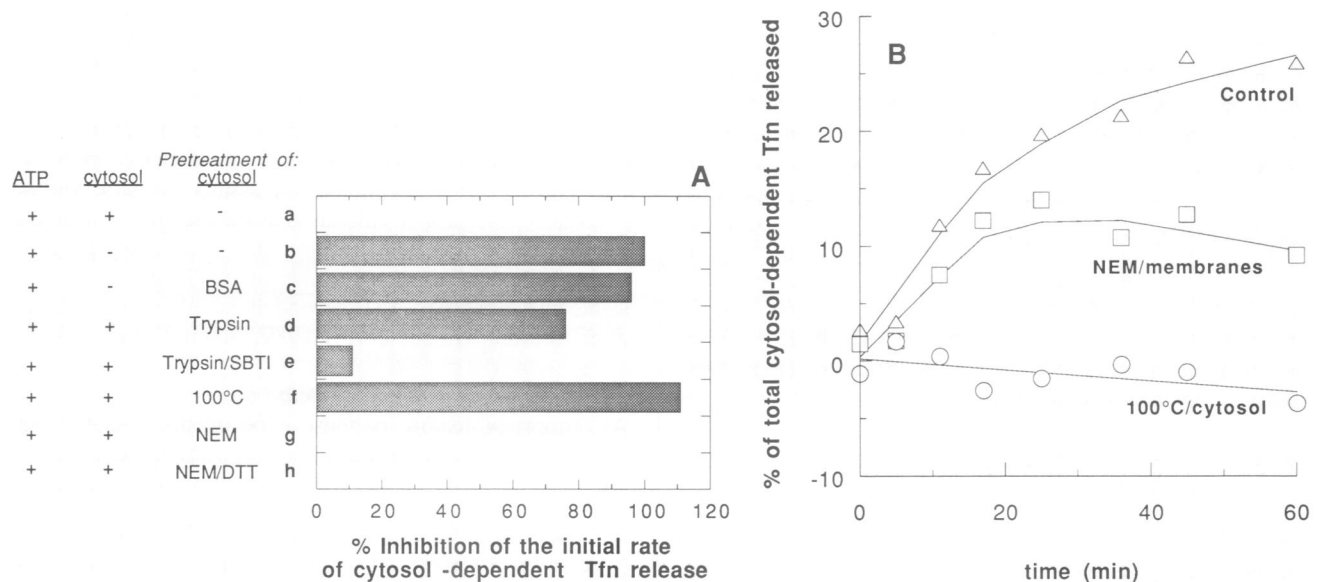 Pretreatment of:
ATP cytosol cytosol
A
+ + - a
+ - - b
+ - BSA c
+ + Trypsin d
+ + Trypsin/SBTI e
+ + 100°C f
+ + NEM g
+ + NEM/DTT h
0 20 40 60 80 100 120
% Inhibition of the initial rate
of cytosol -dependent Tfn release
% of total cytosol-dependent Tfn released
30
20
10
0
-10
B
Control
NEM/membranes
100°C/cytosol
0 20 40 60
time (min)